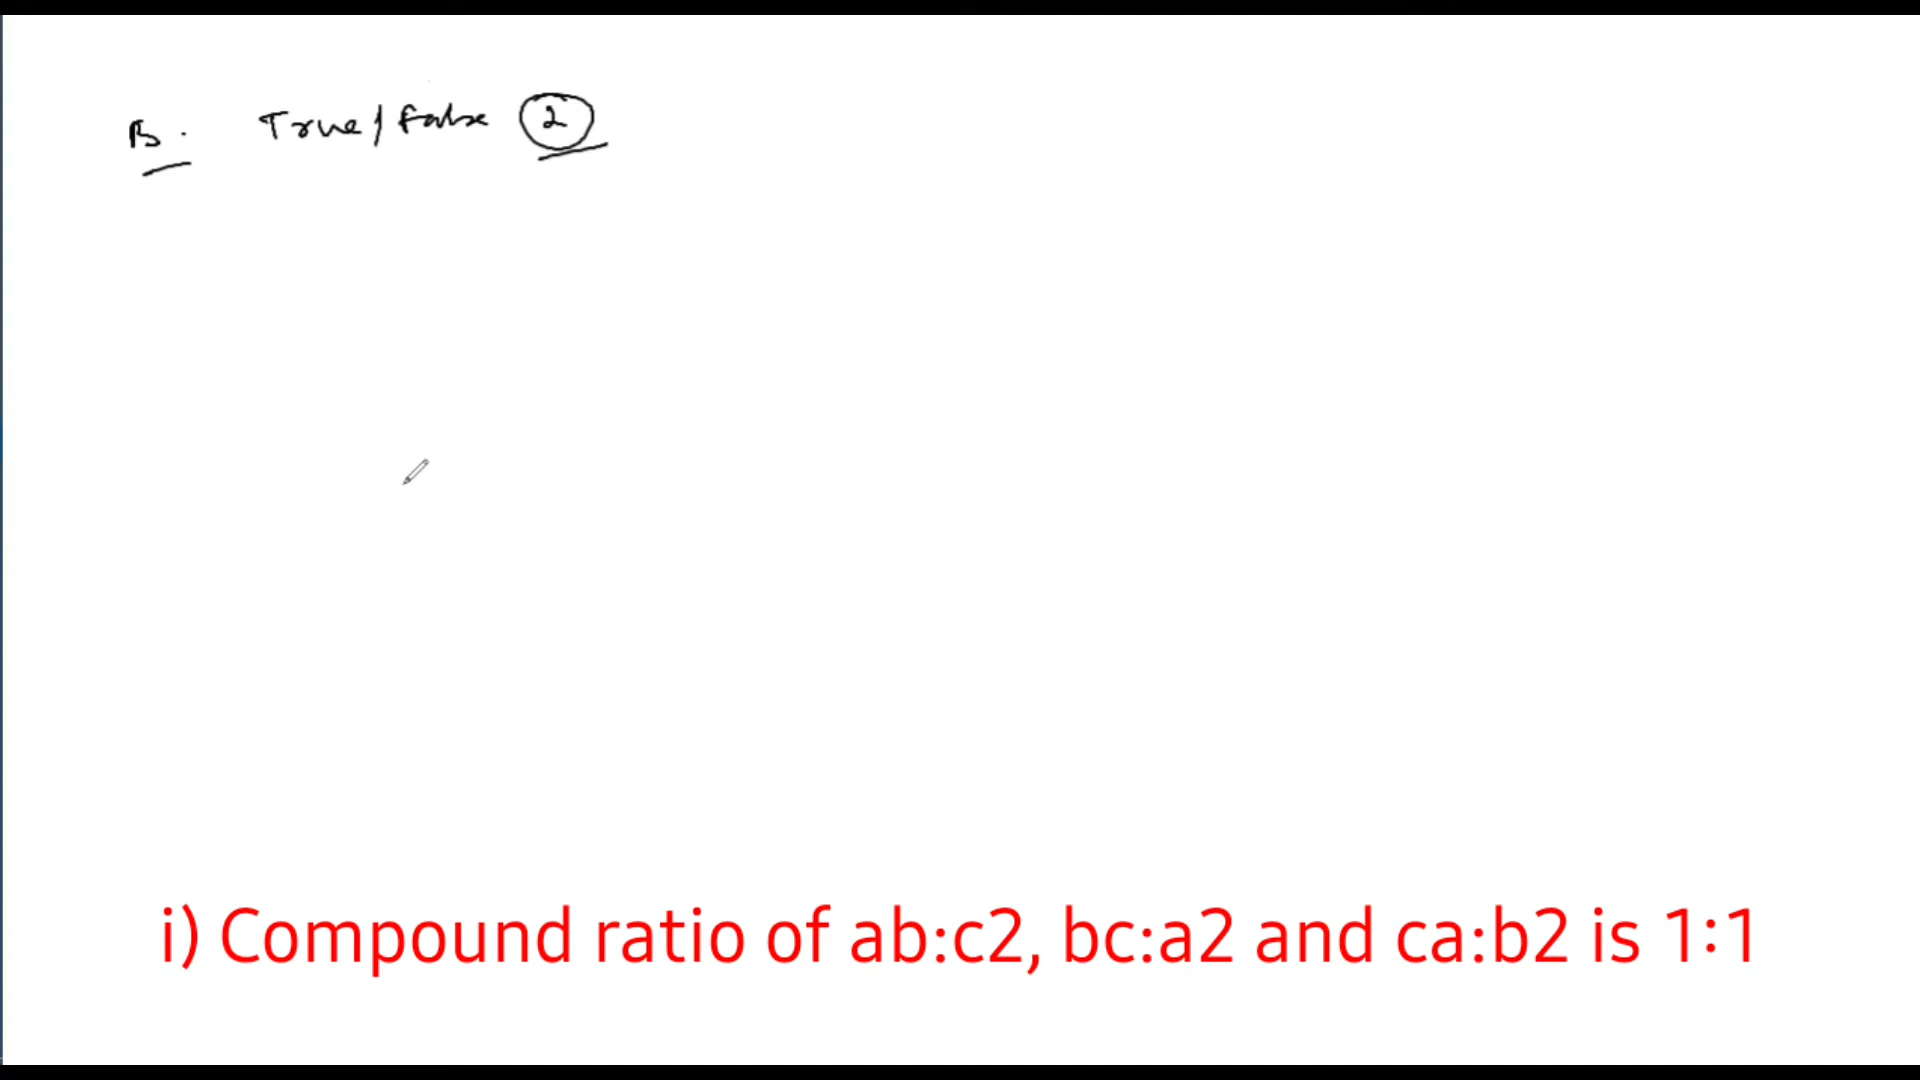 B. True/False 2
i) Compound ratio of ab:c2, bc:a2 and ca:b2 is 1:1